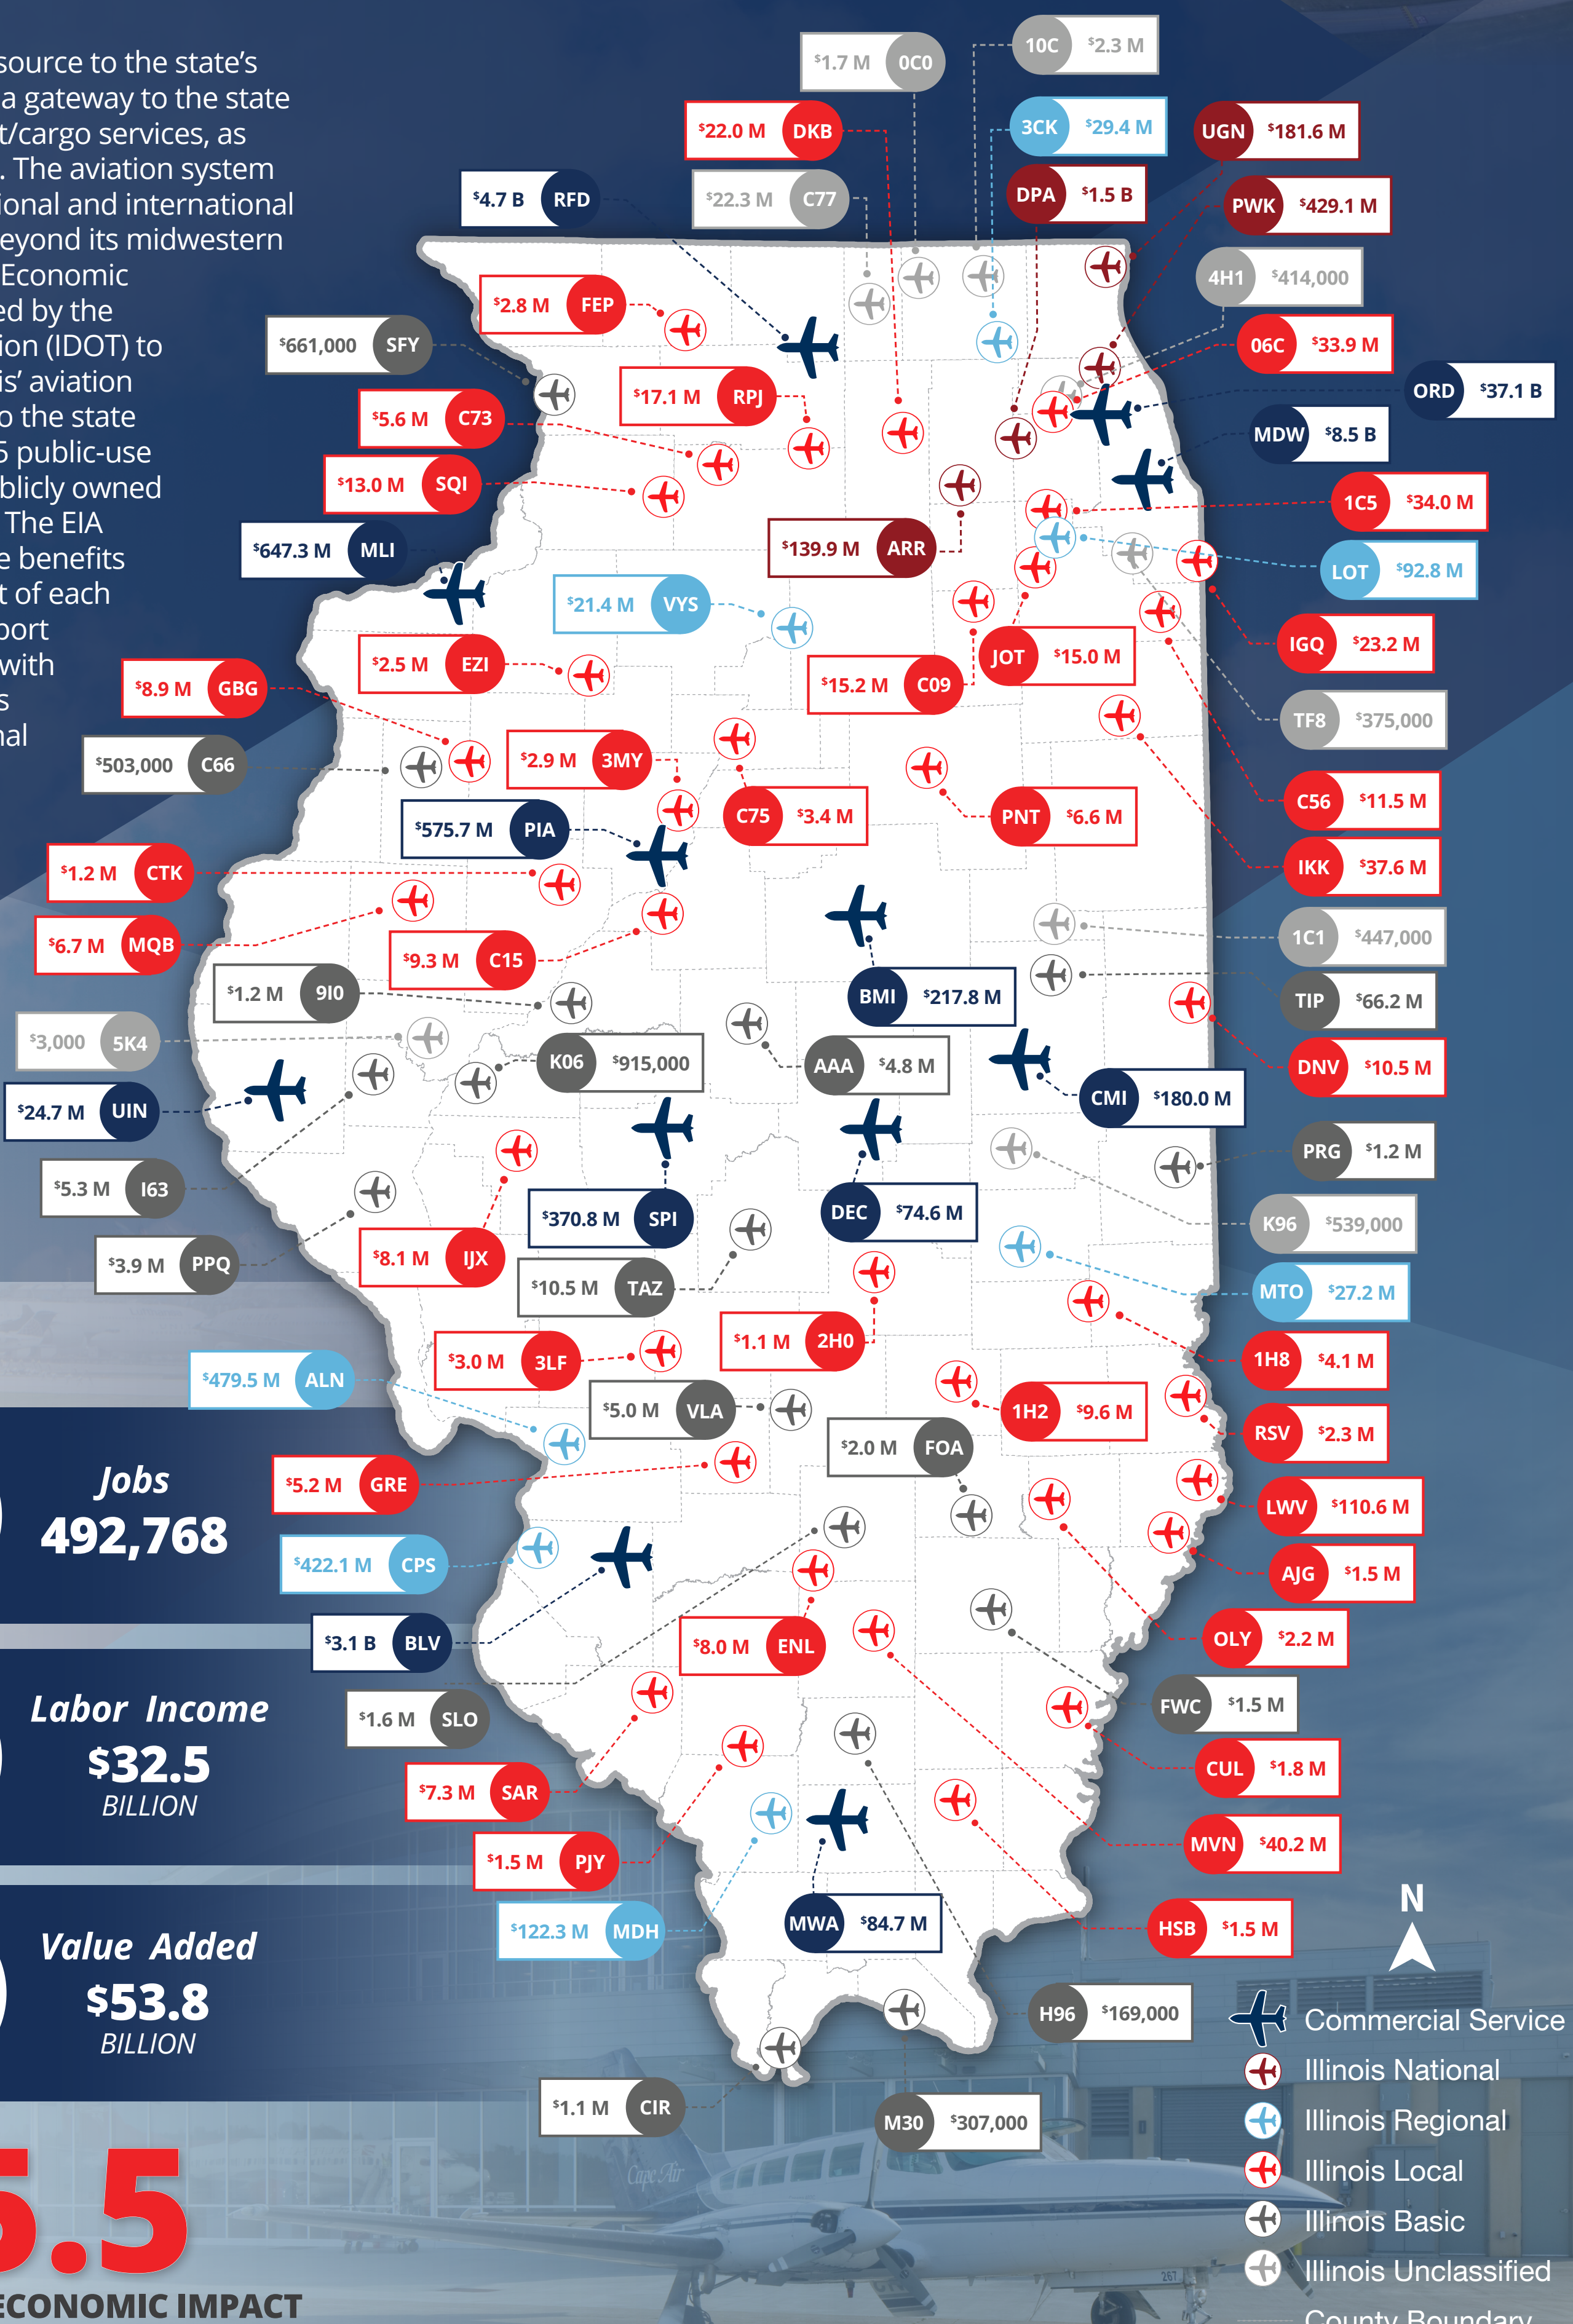 source to the state's
a gateway to the state
t/cargo services, as
. The aviation system
ional and international
eyond its midwestern
Economic
ed by the
ion (IDOT) to
is' aviation
o the state
5 public-use
blicly owned
The EIA
e benefits
t of each
port
with
s
nal
$1.7 M 0C0
10C $2.3 M
$22.0 M DKB
3CK $29.4 M
UGN $181.6 M
$4.7 B RFD
$22.3 M C77
DPA $1.5 B
PWK $429.1 M
4H1 $414,000
$2.8 M FEP
$661,000 SFY
06C $33.9 M
$17.1 M RPJ
ORD $37.1 B
$5.6 M C73
MDW $8.5 B
$13.0 M SQI
1C5 $34.0 M
$647.3 M MLI
$139.9 M ARR
LOT $92.8 M
$21.4 M VYS
IGQ $23.2 M
$2.5 M EZI
JOT $15.0 M
$8.9 M GBG
$15.2 M C09
TF8 $375,000
$503,000 C66
$2.9 M 3MY
C75 $3.4 M
PNT $6.6 M
C56 $11.5 M
$575.7 M PIA
$1.2 M CTK
IKK $37.6 M
$6.7 M MQB
$9.3 M C15
1C1 $447,000
$1.2 M 9I0
BMI $217.8 M
TIP $66.2 M
$3,000 5K4
K06 $915,000
AAA $4.8 M
DNV $10.5 M
$24.7 M UIN
CMI $180.0 M
PRG $1.2 M
$5.3 M I63
$370.8 M SPI
DEC $74.6 M
K96 $539,000
$3.9 M PPQ
$8.1 M IJX
$10.5 M TAZ
MTO $27.2 M
$1.1 M 2H0
$3.0 M 3LF
1H8 $4.1 M
$479.5 M ALN
$5.0 M VLA
1H2 $9.6 M
RSV $2.3 M
$2.0 M FOA
$5.2 M GRE
LWV $110.6 M
$422.1 M CPS
AJG $1.5 M
$3.1 B BLV
$8.0 M ENL
OLY $2.2 M
$1.6 M SLO
FWC $1.5 M
$7.3 M SAR
CUL $1.8 M
$1.5 M PJY
MVN $40.2 M
$122.3 M MDH
MWA $84.7 M
HSB $1.5 M
H96 $169,000
$1.1 M CIR
M30 $307,000
Jobs
492,768
Labor Income
$32.5
BILLION
Value Added
$53.8
BILLION
5.5
ECONOMIC IMPACT
N
Commercial Service
Illinois National
Illinois Regional
Illinois Local
Illinois Basic
Illinois Unclassified
County Boundary
Cape Air
267